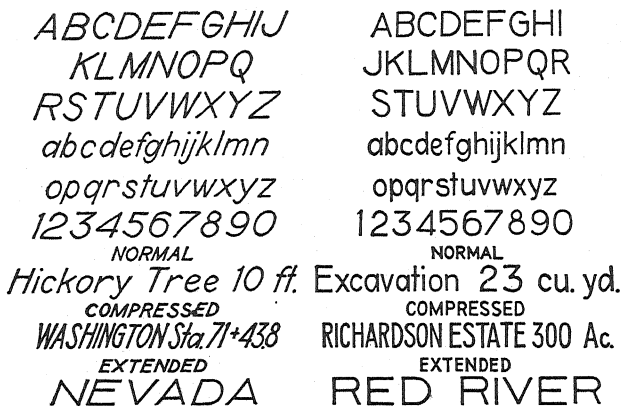 ABCDEFGHIJ
KLMNOPQ
RSTUVWXYZ
abcdefghijklmn
opqrstuvwxyz
1234567890
NORMAL
Hickory Tree 10 ft.
COMPRESSED
WASHINGTON Sta. 71+43.8
EXTENDED
NEVADA
ABCDEFGHI
JKLMNOPQR
STUVWXYZ
abcdefghijklmn
opqrstuvwxyz
1234567890
NORMAL
Excavation 23 cu. yd.
COMPRESSED
RICHARDSON ESTATE 300 Ac.
EXTENDED
RED RIVER